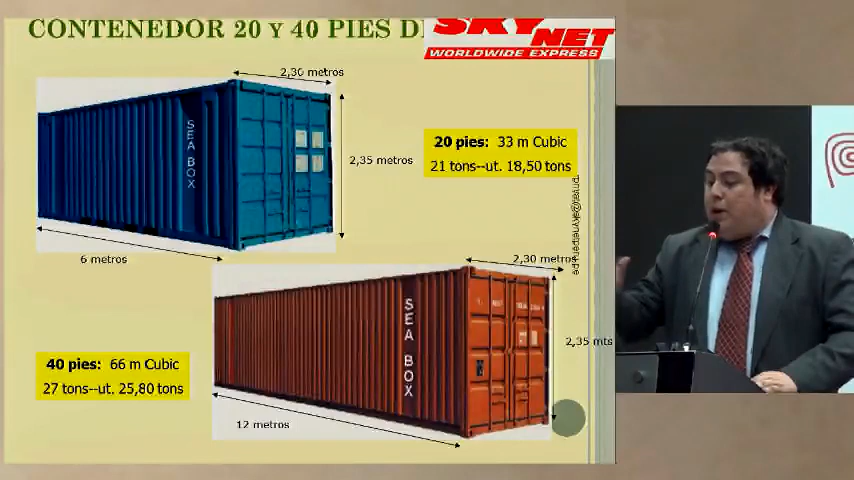 CONTENEDOR 20 Y 40 PIES D
SKY NET
WORLDWIDE EXPRESS
2,30 metros
SEA BOX
2,35 metros
20 pies: 33 m Cubic
21 tons--ut. 18,50 tons
6 metros
2,30 metros
SEA BOX
2,35 mts
40 pies: 66 m Cubic
27 tons--ut. 25,80 tons
12 metros